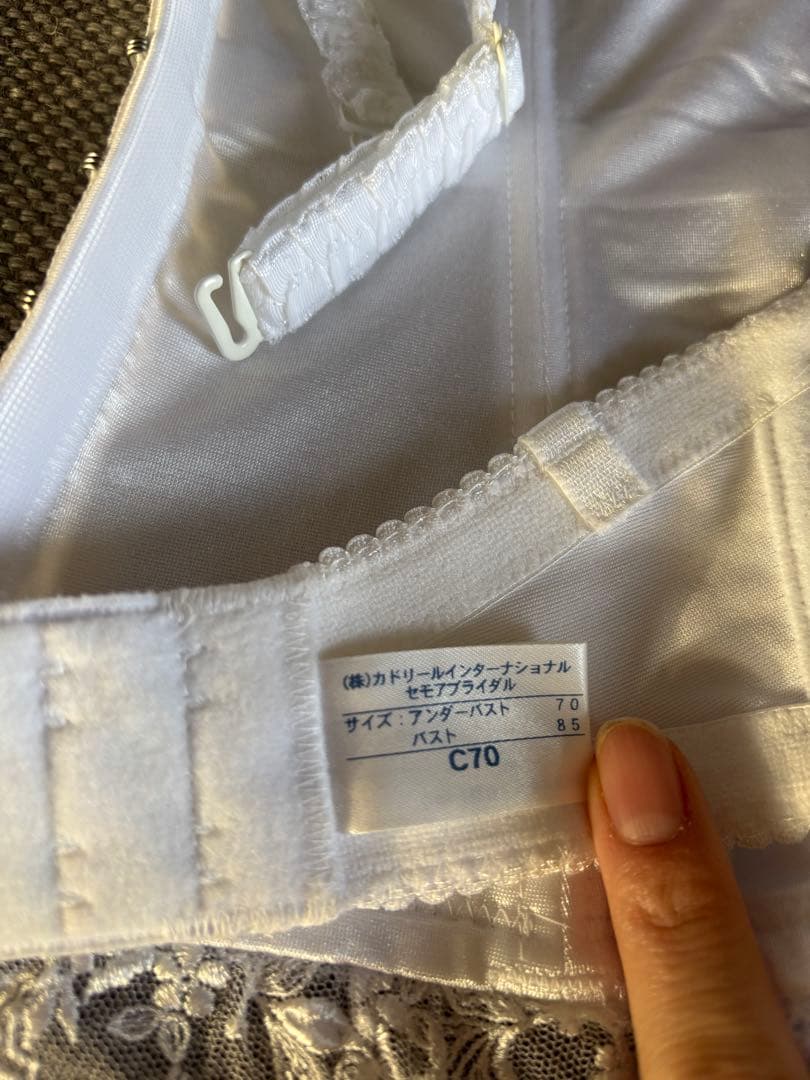 (株)カドリールインターナショナル
セモアブライダル
サイズ:アンダーバスト 70
バスト 85
C70